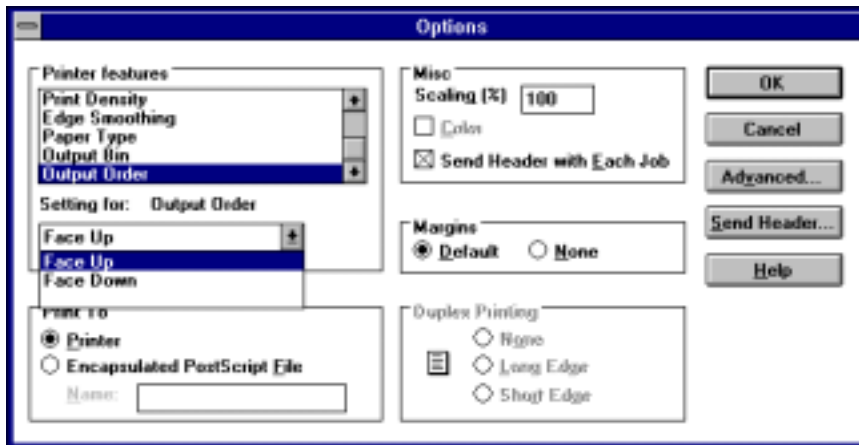 Options
Printer features
Print Density
Edge Smoothing
Paper Type
Output Bin
Output Order
Setting for: Output Order
Face Up
Face Up
Face Down
Print To
Printer
Encapsulated PostScript File
Name:
Misc
Scaling (%) 100
Color
Send Header with Each Job
Margins
Default None
Duplex Printing
None
Long Edge
Short Edge
OK
Cancel
Advanced...
Send Header...
Help